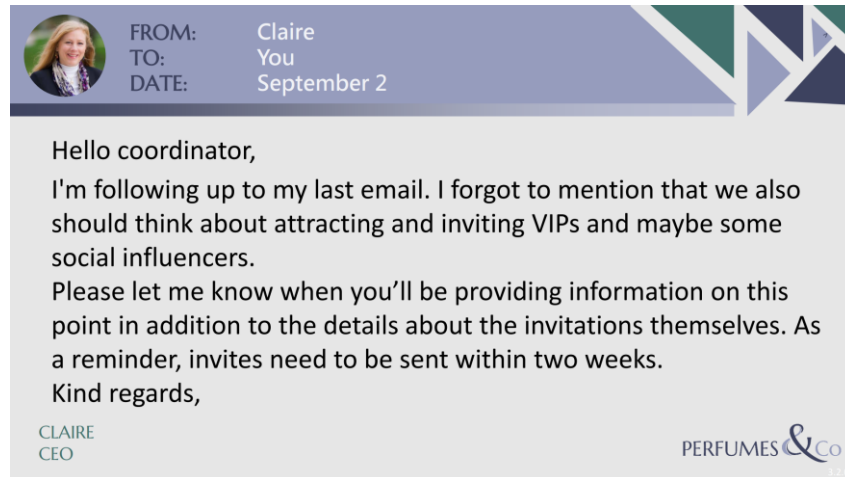 FROM: Claire
TO: You
DATE: September 2
Hello coordinator,
I'm following up to my last email. I forgot to mention that we also
should think about attracting and inviting VIPs and maybe some
social influencers.
Please let me know when you’ll be providing information on this
point in addition to the details about the invitations themselves. As
a reminder, invites need to be sent within two weeks.
Kind regards,
CLAIRE
CEO
PERFUMES & Co